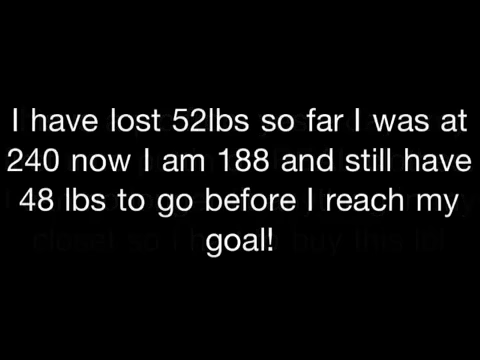 I have lost 52lbs so far I was at
240 now I am 188 and still have
48 lbs to go before I reach my
goal!